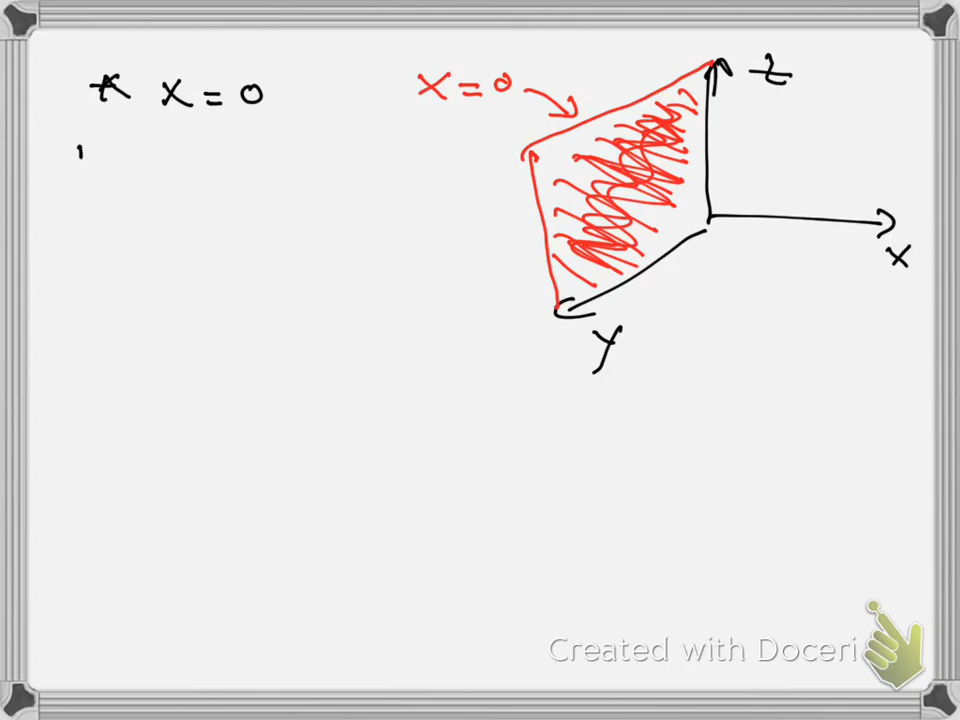 * X = 0
X = 0
Z
X
Y
Created with Doceri